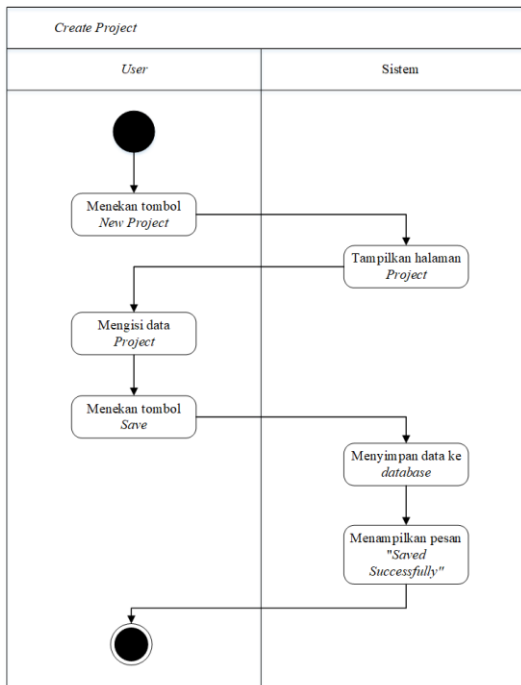 Create Project
User
Sistem
Menekan tombol
New Project
Tampilkan halaman
Project
Mengisi data
Project
Menekan tombol
Save
Menyimpan data ke
database
Menampilkan pesan
"Saved
Successfully"